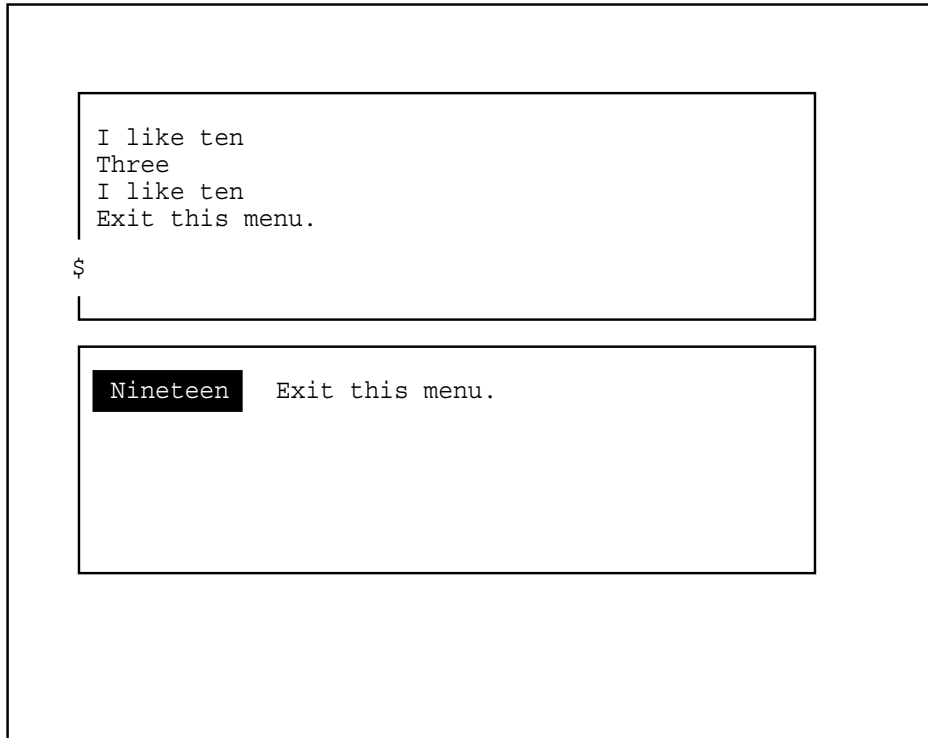 I like ten
Three
I like ten
Exit this menu.
$
Nineteen Exit this menu.